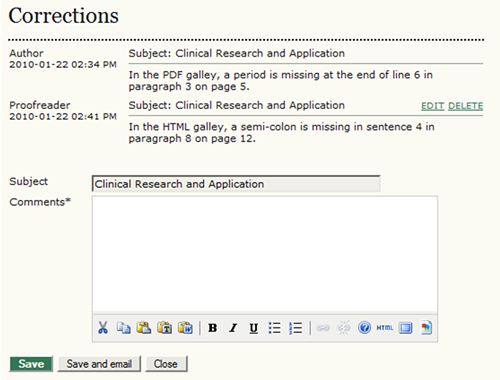 Corrections
Author
2010-01-22 02:34 PM
Subject: Clinical Research and Application
In the PDF galley, a period is missing at the end of line 6 in
paragraph 3 on page 5.
Proofreader
2010-01-22 02:41 PM
Subject: Clinical Research and Application EDIT DELETE
In the HTML galley, a semi-colon is missing in sentence 4 in
paragraph 8 on page 12.
Subject Clinical Research and Application
Comments*
B I U HTML
Save Save and email Close